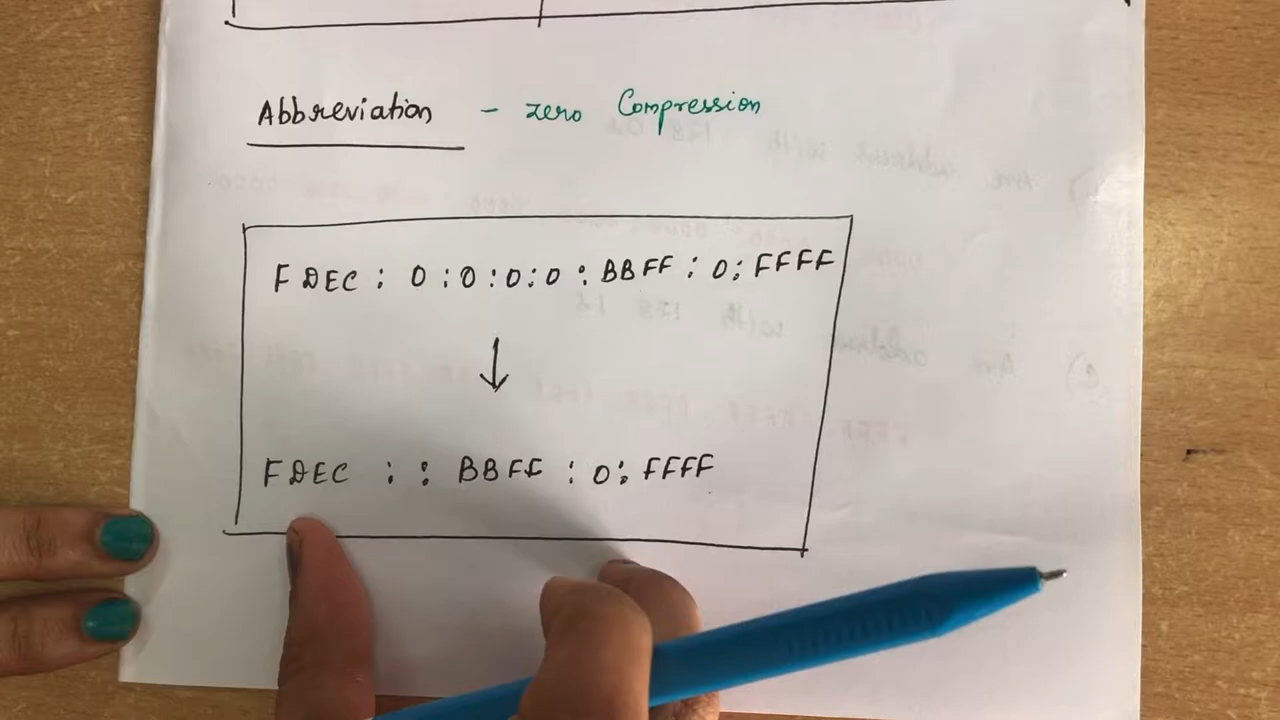 Abbreviation - zero Compression
FDEC : 0 : 0 : 0 : 0 : BBFF : 0 : FFFF
↓
FDEC : : BBFF : 0 : FFFF